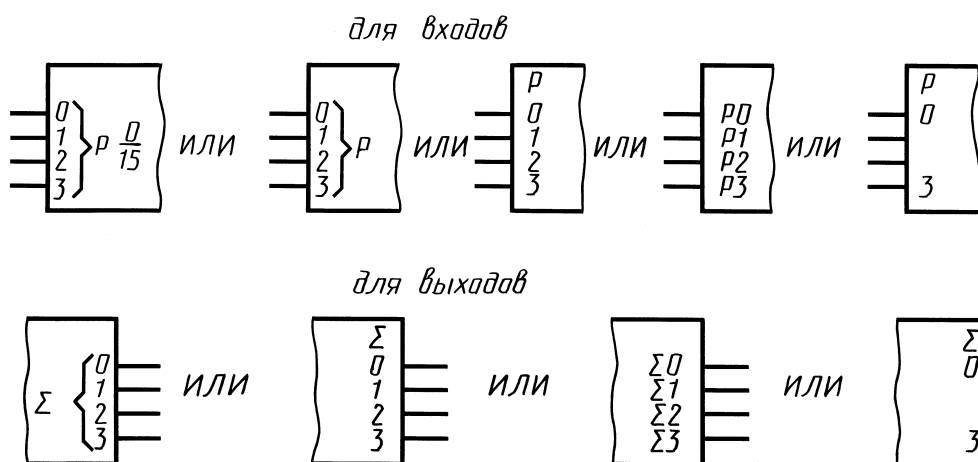 для входов
0 1 2 3 P 0/15 или 0 1 2 3 P или P 0 1 2 3 или P0 P1 P2 P3 или P 0 3
для выходов
Σ 0 1 2 3 или Σ 0 1 2 3 или Σ0 Σ1 Σ2 Σ3 или Σ 0 3